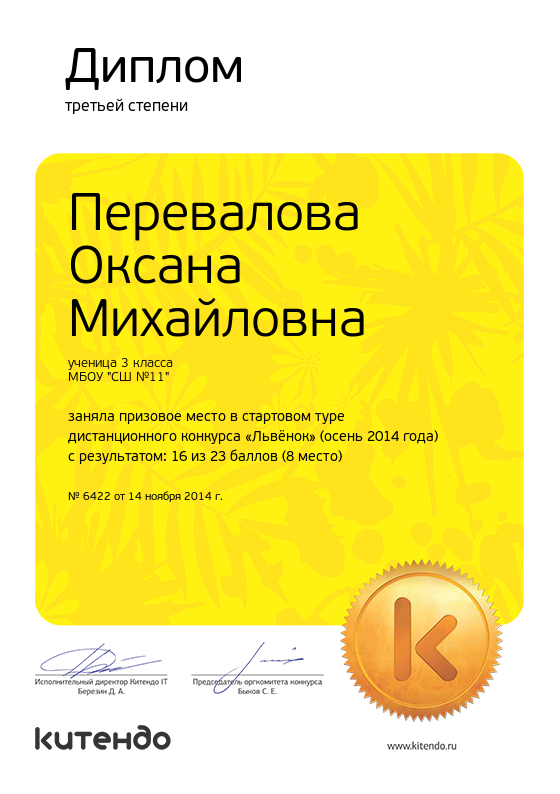 Диплом
третьей степени
Перевалова
Оксана
Михайловна
ученица 3 класса
МБОУ "СШ №11"
заняла призовое место в стартовом туре
дистанционного конкурса «Львёнок» (осень 2014 года)
с результатом: 16 из 23 баллов (8 место)
№ 6422 от 14 ноября 2014 г.
Исполнительный директор Китендо IT
Березин Д. А.
Председатель оргкомитета конкурса
Быков С. Е.
китендо
www.kitendo.ru